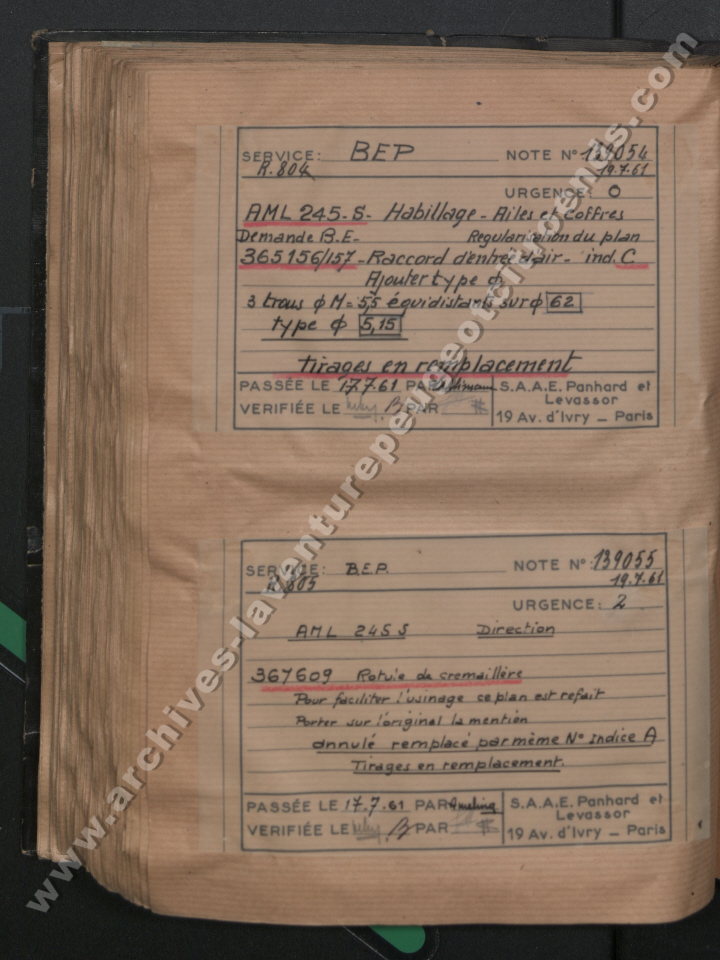 SERVICE: BEP NOTE N° 139054
R.804 19.7.61
URGENCE: 0
AML 245-S- Habillage - Ailes et Coffres
Demande B.E- Régularisation du plan
365156/157 - Raccord d'entrée d'air - ind. C
Ajouter type ϕ
3 trous ϕ M = 5,5 équidistants sur ϕ 62
type ϕ 5,15
tirages en remplacement
PASSÉE LE 17.7.61 PAR S.A.A.E. Panhard et
Levassor
VERIFIÉE LE PAR 19 Av. d'Ivry - Paris
SERVICE: B.E.P. NOTE N°: 139055
R.805 19.7.61
URGENCE: 2
AML 245 S Direction
367609 Rotule de cremaillère
Pour faciliter l'usinage ce plan est refait
Porter sur l'original la mention
annulé remplacé par même N° Indice A
Tirages en remplacement.
PASSÉE LE 17.7.61 PAR Ameling S.A.A.E. Panhard et
Levassor
VERIFIÉE LE PAR 19 Av. d'Ivry - Paris
www.archives-laventurepeugeotcitroends.com